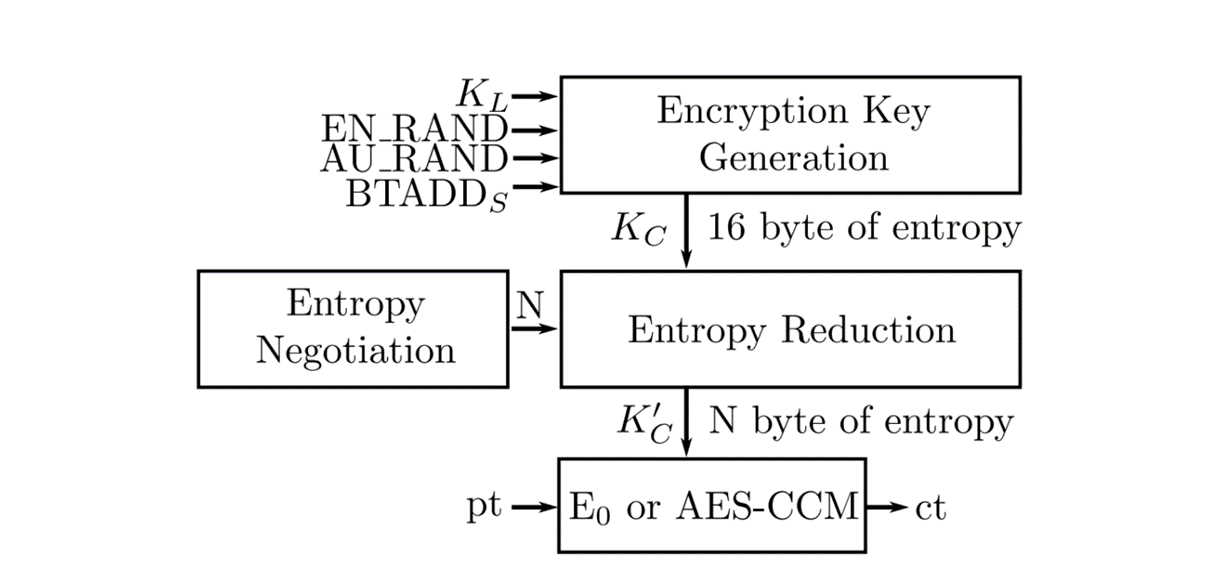 K_L
EN_RAND
AU_RAND
BTADD_S
Encryption Key
Generation
K_C 16 byte of entropy
Entropy
Negotiation
N
Entropy Reduction
K'_C N byte of entropy
pt
E_0 or AES-CCM
ct